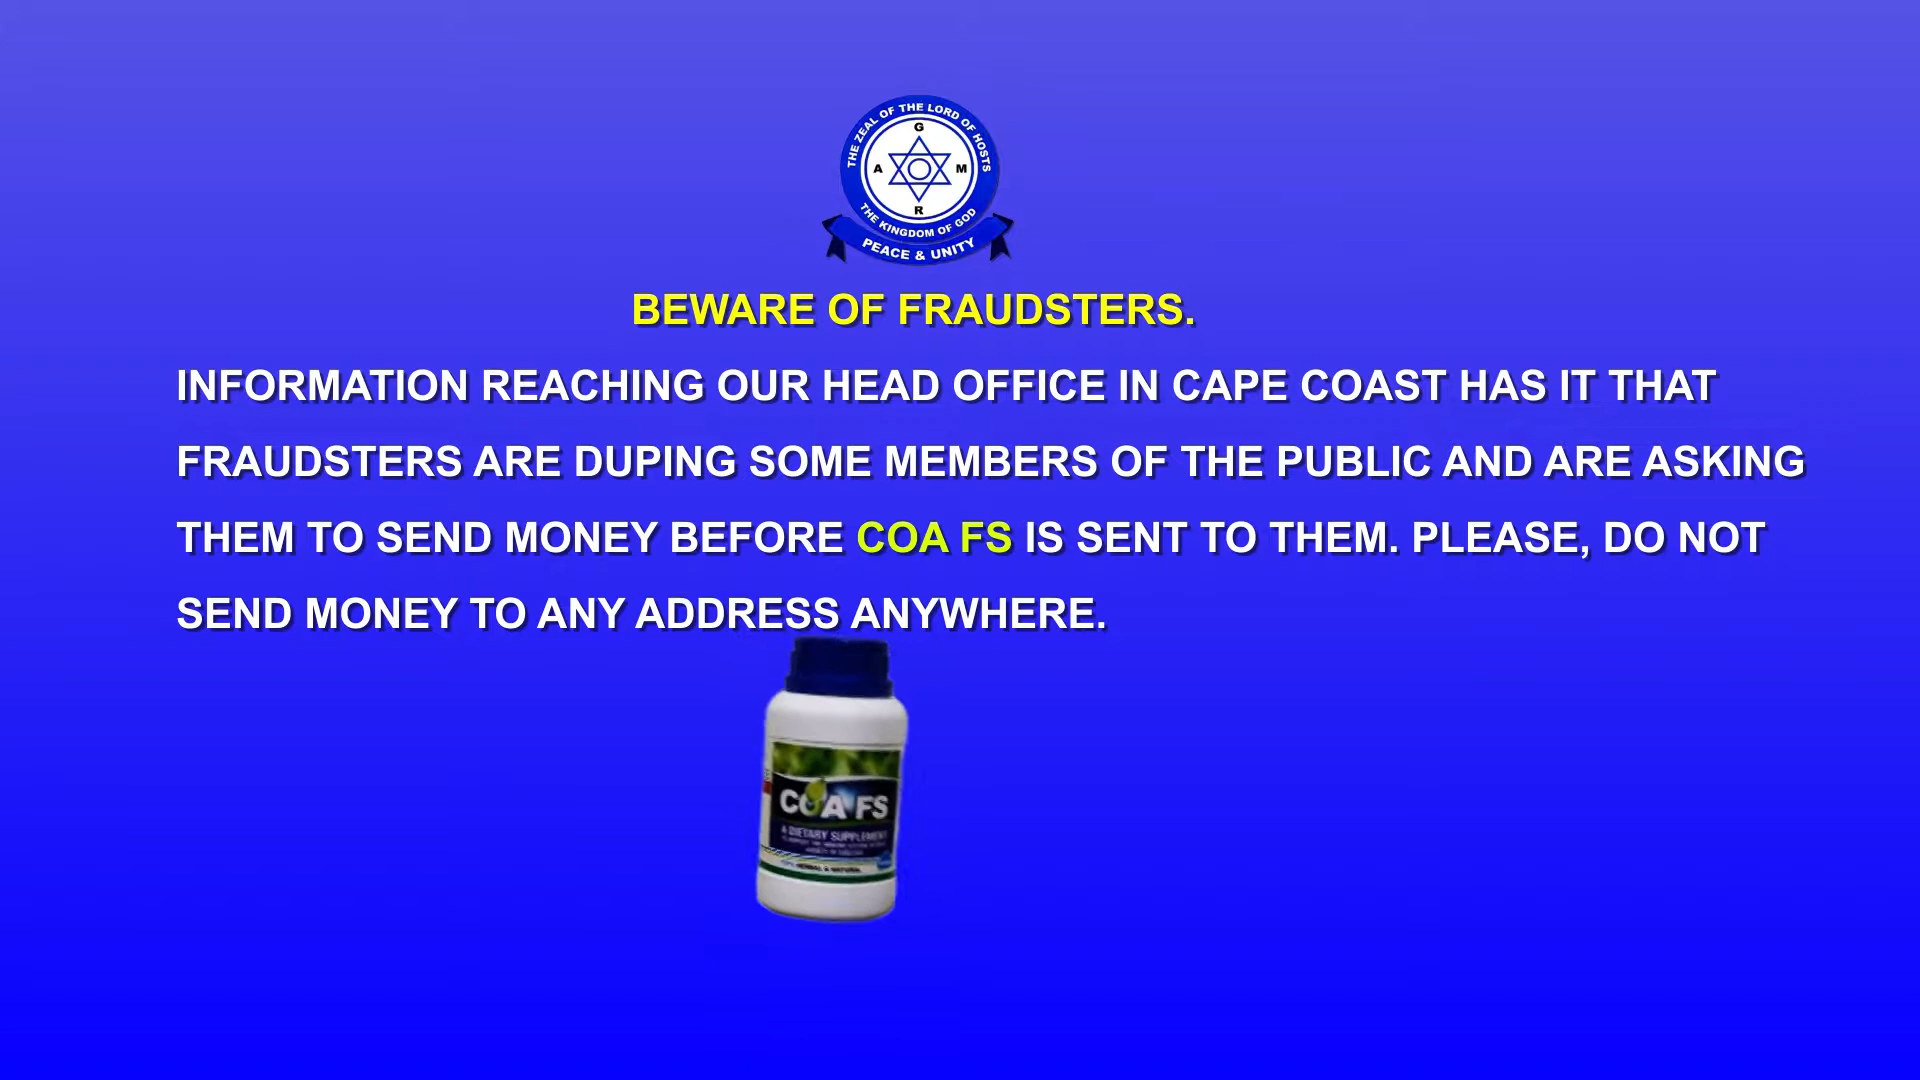 THE ZEAL OF THE LORD OF HOSTS
G
A M
R
THE KINGDOM OF GOD
PEACE & UNITY
BEWARE OF FRAUDSTERS.
INFORMATION REACHING OUR HEAD OFFICE IN CAPE COAST HAS IT THAT
FRAUDSTERS ARE DUPING SOME MEMBERS OF THE PUBLIC AND ARE ASKING
THEM TO SEND MONEY BEFORE COA FS IS SENT TO THEM. PLEASE, DO NOT
SEND MONEY TO ANY ADDRESS ANYWHERE.
COA FS
A DIETARY SUPPLEMENT
HERBAL & NATURAL